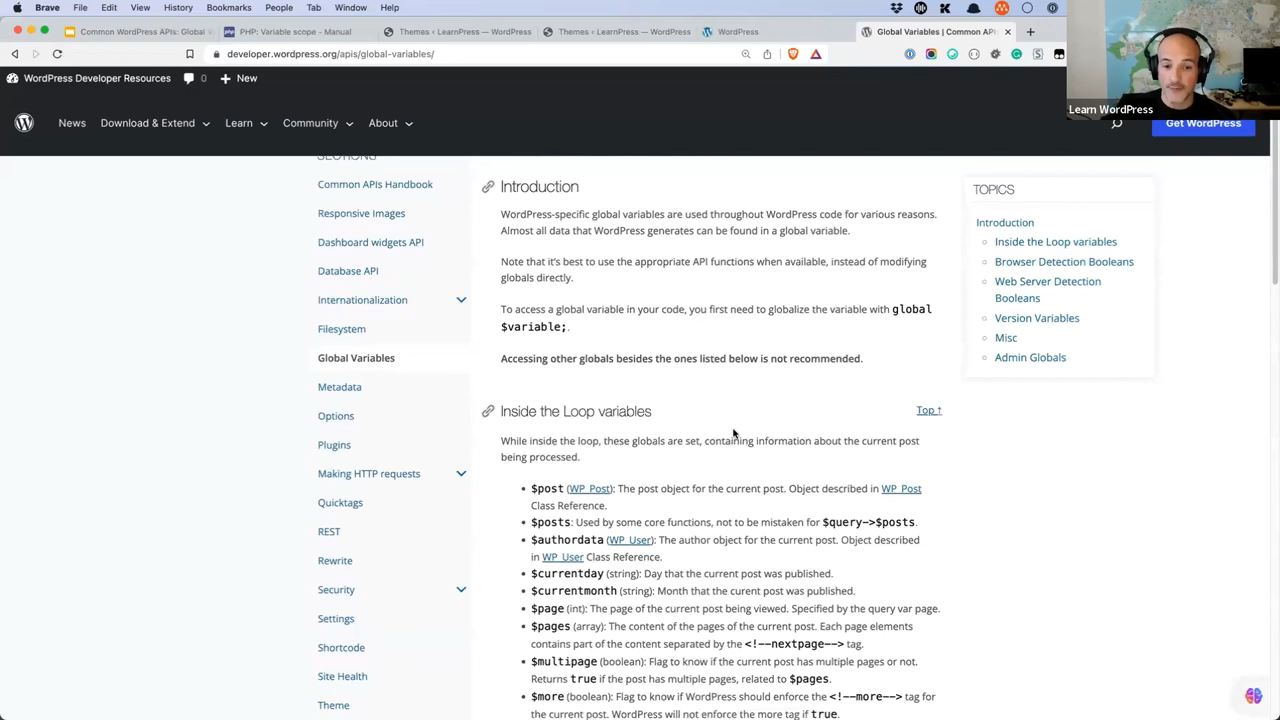 Brave File Edit View History Bookmarks People Tab Window Help
Common WordPress APIs: Global
PHP: Variable scope - Manual
Themes ‹ LearnPress — WordPress
Themes ‹ LearnPress — WordPress
WordPress
Global Variables | Common API
developer.wordpress.org/apis/global-variables/
WordPress Developer Resources 0 New
Learn WordPress
News Download & Extend Learn Community About
Get WordPress
SECTIONS
Common APIs Handbook
Responsive Images
Dashboard widgets API
Database API
Internationalization
Filesystem
Global Variables
Metadata
Options
Plugins
Making HTTP requests
Quicktags
REST
Rewrite
Security
Settings
Shortcode
Site Health
Theme
Introduction
WordPress-specific global variables are used throughout WordPress code for various reasons.
Almost all data that WordPress generates can be found in a global variable.
Note that it's best to use the appropriate API functions when available, instead of modifying
globals directly.
To access a global variable in your code, you first need to globalize the variable with global
$variable;.
Accessing other globals besides the ones listed below is not recommended.
Inside the Loop variables
Top ↑
While inside the loop, these globals are set, containing information about the current post
being processed.
• $post (WP_Post): The post object for the current post. Object described in WP_Post
Class Reference.
• $posts: Used by some core functions, not to be mistaken for $query->$posts.
• $authordata (WP_User): The author object for the current post. Object described
in WP_User Class Reference.
• $currentday (string): Day that the current post was published.
• $currentmonth (string): Month that the current post was published.
• $page (int): The page of the current post being viewed. Specified by the query var page.
• $pages (array): The content of the pages of the current post. Each page elements
contains part of the content separated by the <!--nextpage--> tag.
• $multipage (boolean): Flag to know if the current post has multiple pages or not.
Returns true if the post has multiple pages, related to $pages.
• $more (boolean): Flag to know if WordPress should enforce the <!--more--> tag for
the current post. WordPress will not enforce the more tag if true.
TOPICS
Introduction
Inside the Loop variables
Browser Detection Booleans
Web Server Detection
Booleans
Version Variables
Misc
Admin Globals